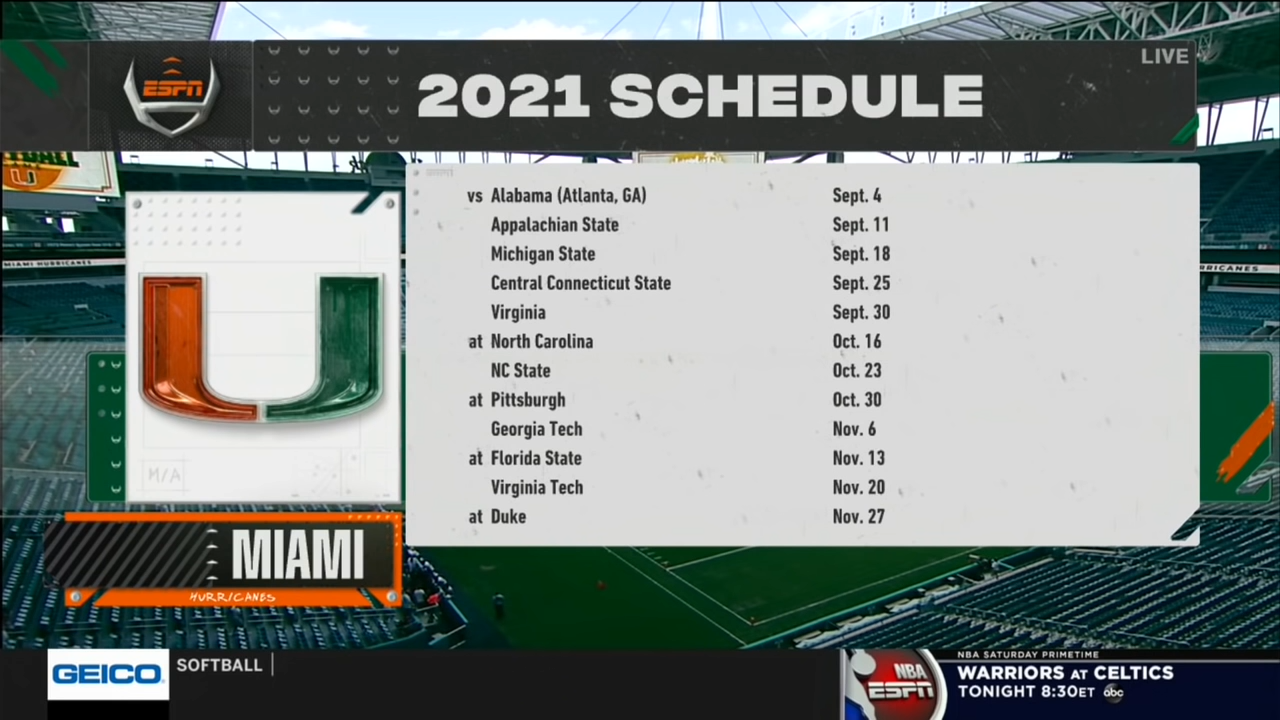 LIVE
ESPN
2021 SCHEDULE
vs Alabama (Atlanta, GA) Sept. 4
Appalachian State Sept. 11
Michigan State Sept. 18
Central Connecticut State Sept. 25
Virginia Sept. 30
at North Carolina Oct. 16
NC State Oct. 23
at Pittsburgh Oct. 30
Georgia Tech Nov. 6
at Florida State Nov. 13
Virginia Tech Nov. 20
at Duke Nov. 27
MIAMI HURRICANES
RRICANES
U
M/A
MIAMI
HURRICANES
GEICO
SOFTBALL
NBA
ESPN
NBA SATURDAY PRIMETIME
WARRIORS AT CELTICS
TONIGHT 8:30ET abc